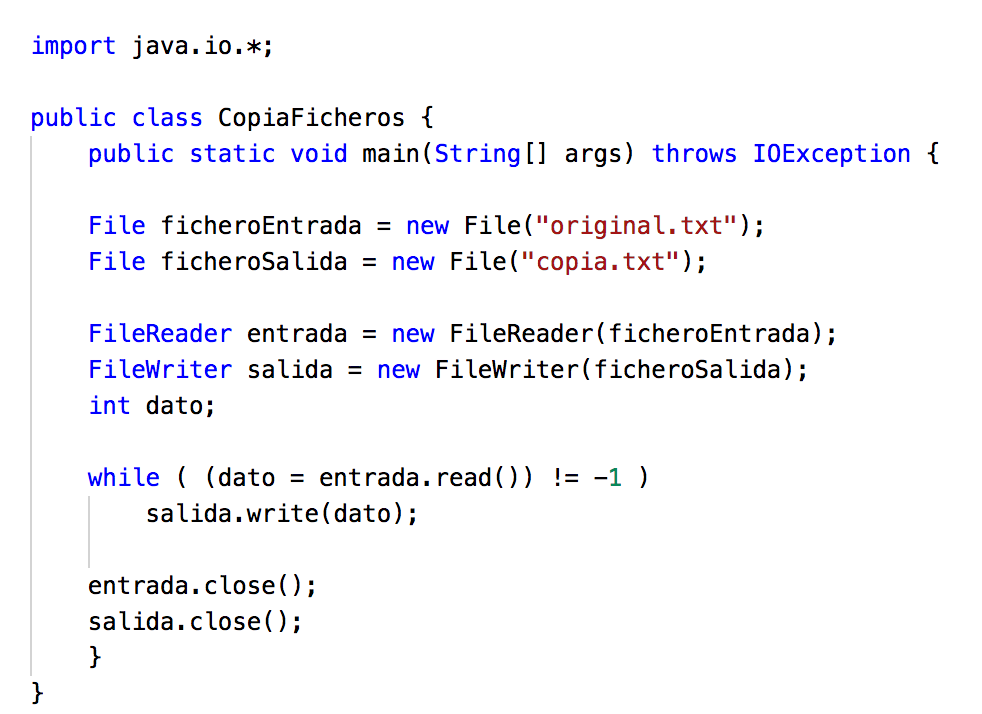 import java.io.*;
public class CopiaFicheros {
public static void main(String[] args) throws IOException {
File ficheroEntrada = new File("original.txt");
File ficheroSalida = new File("copia.txt");
FileReader entrada = new FileReader(ficheroEntrada);
FileWriter salida = new FileWriter(ficheroSalida);
int dato;
while ( (dato = entrada.read()) != -1 )
salida.write(dato);
entrada.close();
salida.close();
}
}